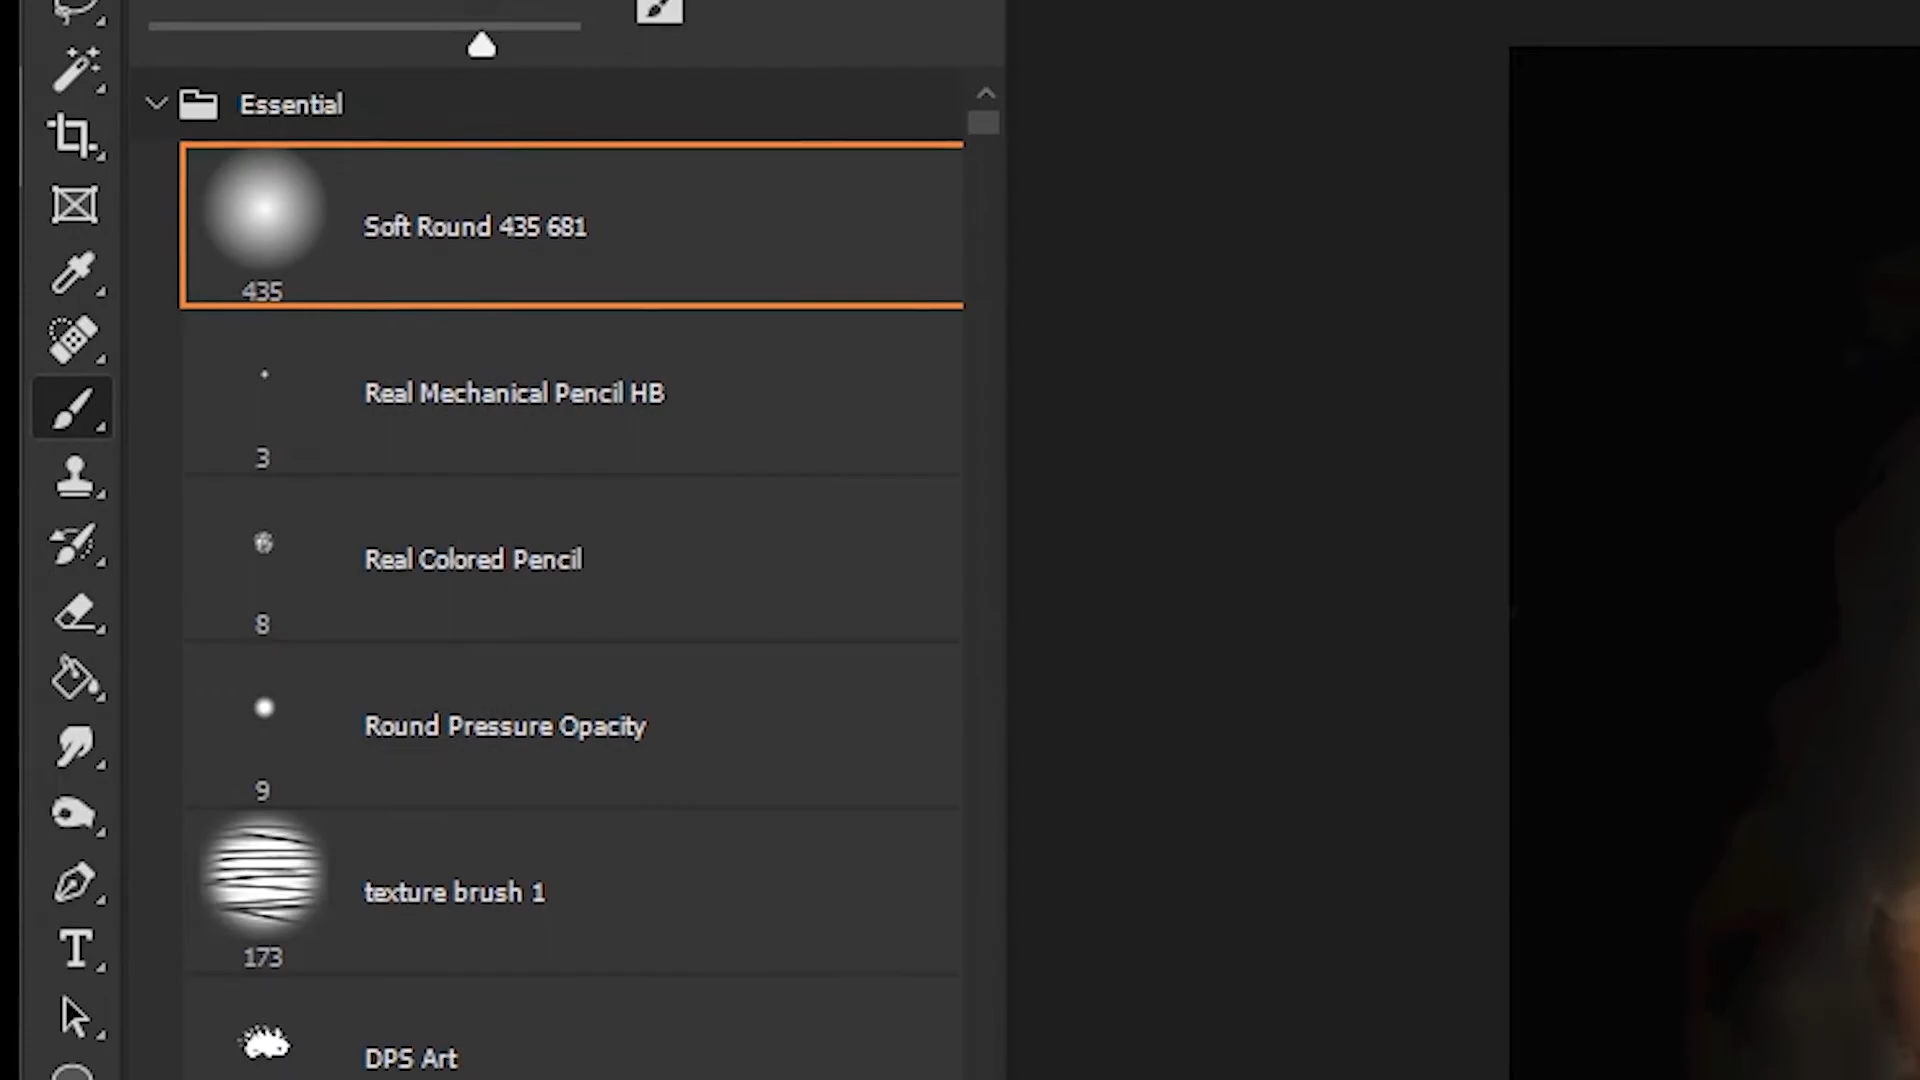 Essential
Soft Round 435 681
435
Real Mechanical Pencil HB
3
Real Colored Pencil
8
Round Pressure Opacity
9
texture brush 1
173
DPS Art